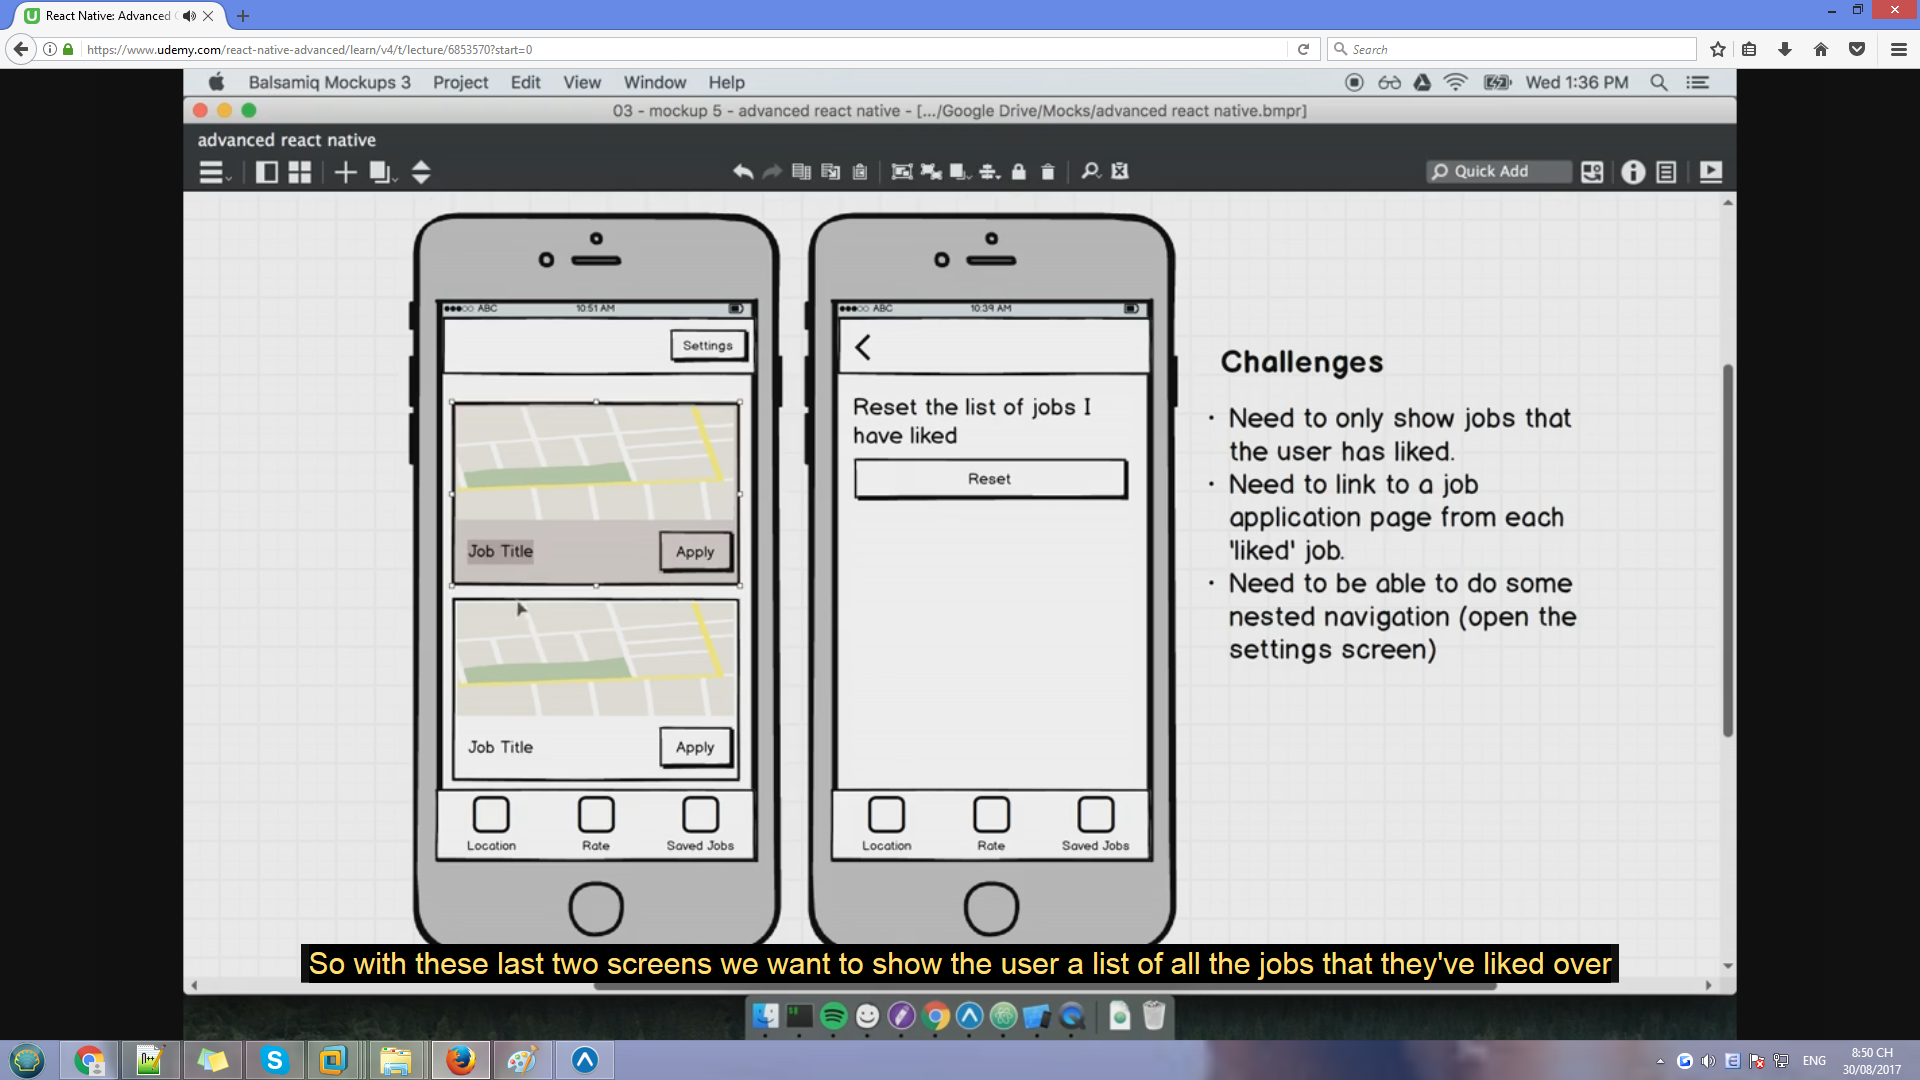 React Native: Advanced
https://www.udemy.com/react-native-advanced/learn/v4/t/lecture/6853570?start=0
Search
Balsamiq Mockups 3 Project Edit View Window Help
Wed 1:36 PM
03 - mockup 5 - advanced react native - [.../Google Drive/Mocks/advanced react native.bmpr]
advanced react native
Quick Add
ABC 10:51 AM
Settings
Job Title
Apply
Job Title
Apply
Location Rate Saved Jobs
ABC 10:39 AM
Reset the list of jobs I
have liked
Reset
Location Rate Saved Jobs
Challenges
· Need to only show jobs that
the user has liked.
· Need to link to a job
application page from each
'liked' job.
· Need to be able to do some
nested navigation (open the
settings screen)
So with these last two screens we want to show the user a list of all the jobs that they've liked over
ENG
8:50 CH
30/08/2017